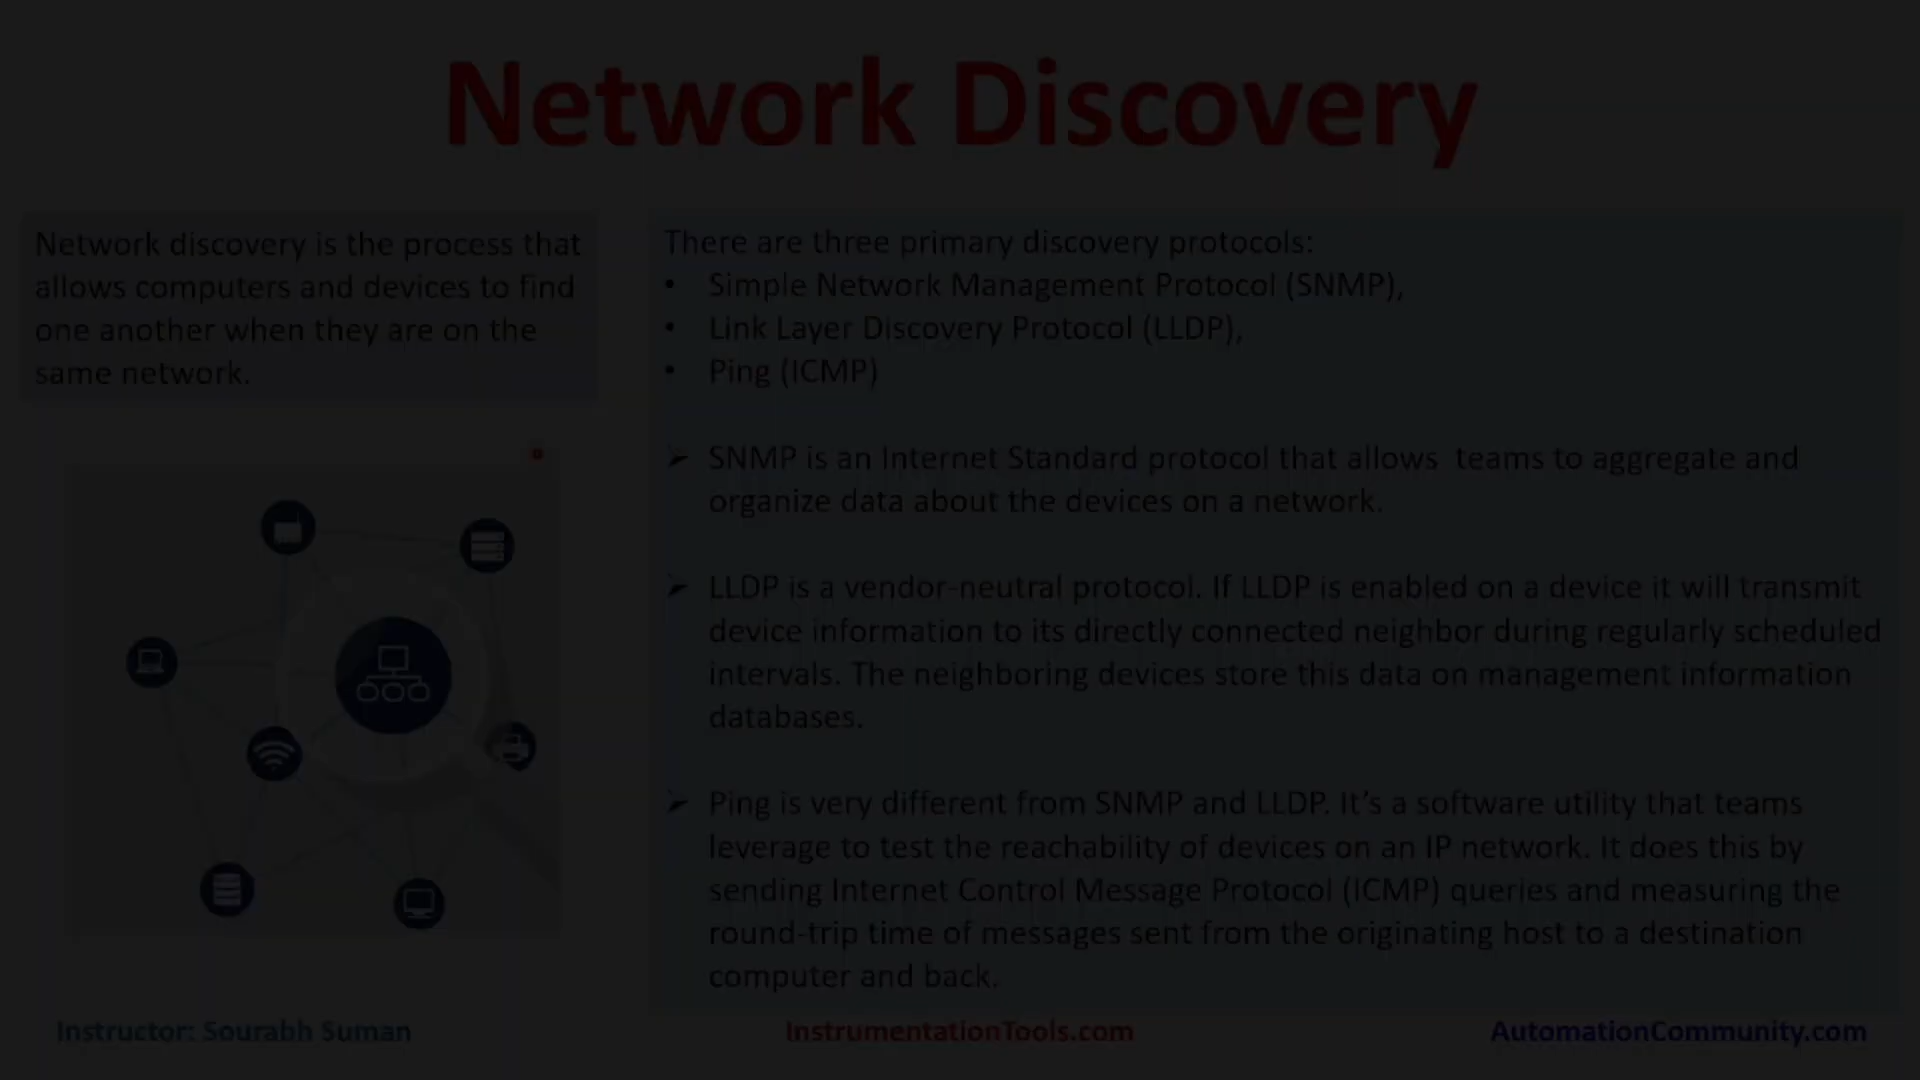 Network Discovery
Network discovery is the process that
allows computers and devices to find
one another when they are on the
same network.
There are three primary discovery protocols:
• Simple Network Management Protocol (SNMP),
• Link Layer Discovery Protocol (LLDP),
• Ping (ICMP)
➤ SNMP is an Internet Standard protocol that allows  teams to aggregate and
organize data about the devices on a network.
➤ LLDP is a vendor-neutral protocol. If LLDP is enabled on a device it will transmit
device information to its directly connected neighbor during regularly scheduled
intervals. The neighboring devices store this data on management information
databases.
➤ Ping is very different from SNMP and LLDP. It’s a software utility that teams
leverage to test the reachability of devices on an IP network. It does this by
sending Internet Control Message Protocol (ICMP) queries and measuring the
round-trip time of messages sent from the originating host to a destination
computer and back.
Instructor: Sourabh Suman
InstrumentationTools.com
AutomationCommunity.com